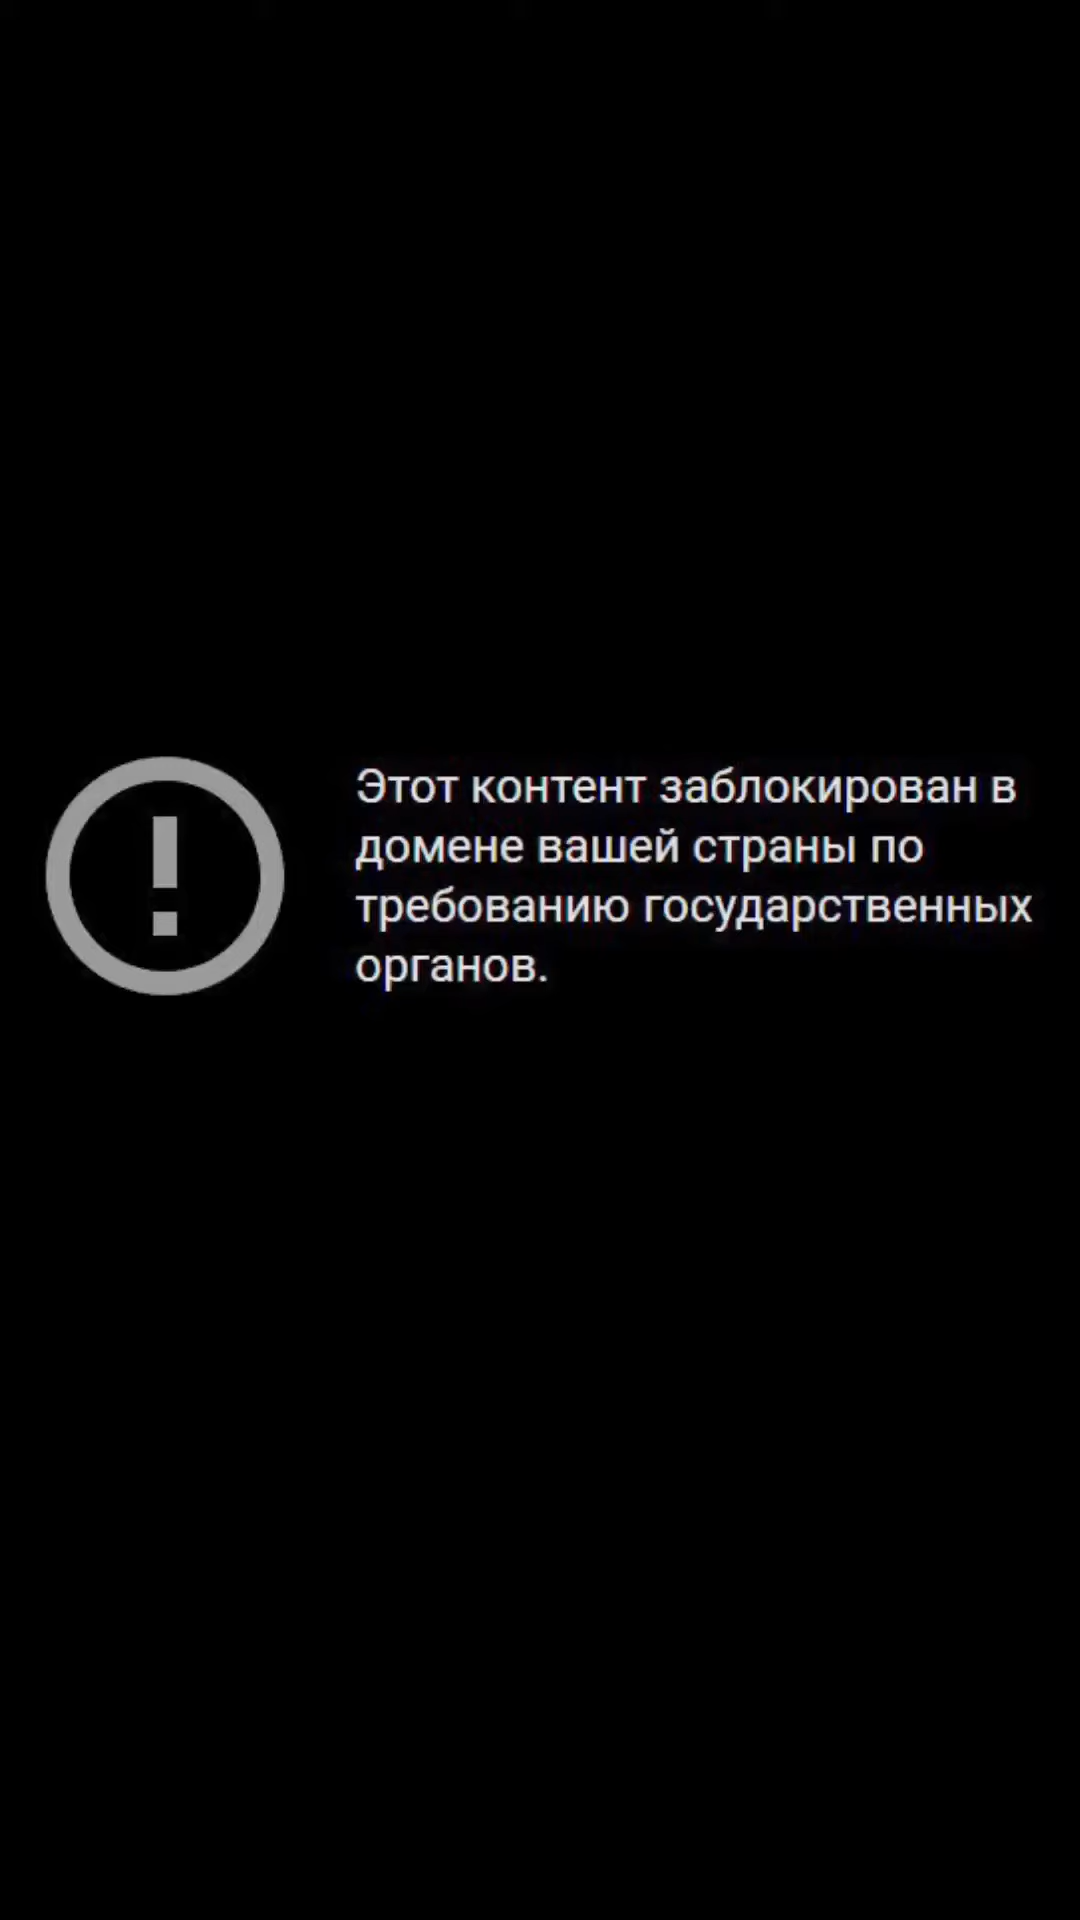 Этот контент заблокирован в
домене вашей страны по
требованию государственных
органов.